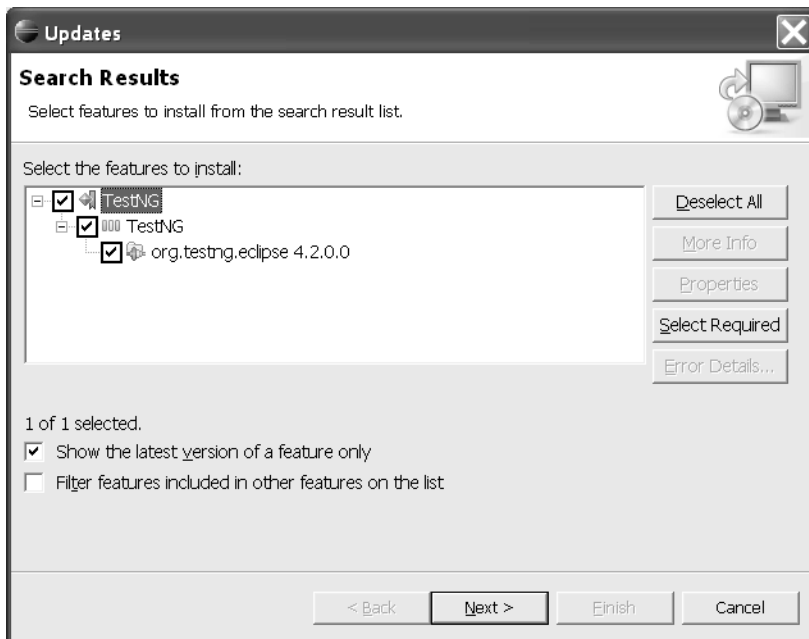 Updates
Search Results
Select features to install from the search result list.
Select the features to install:
TestNG
TestNG
org.testng.eclipse 4.2.0.0
Deselect All
More Info
Properties
Select Required
Error Details...
1 of 1 selected.
Show the latest version of a feature only
Filter features included in other features on the list
< Back
Next >
Finish
Cancel